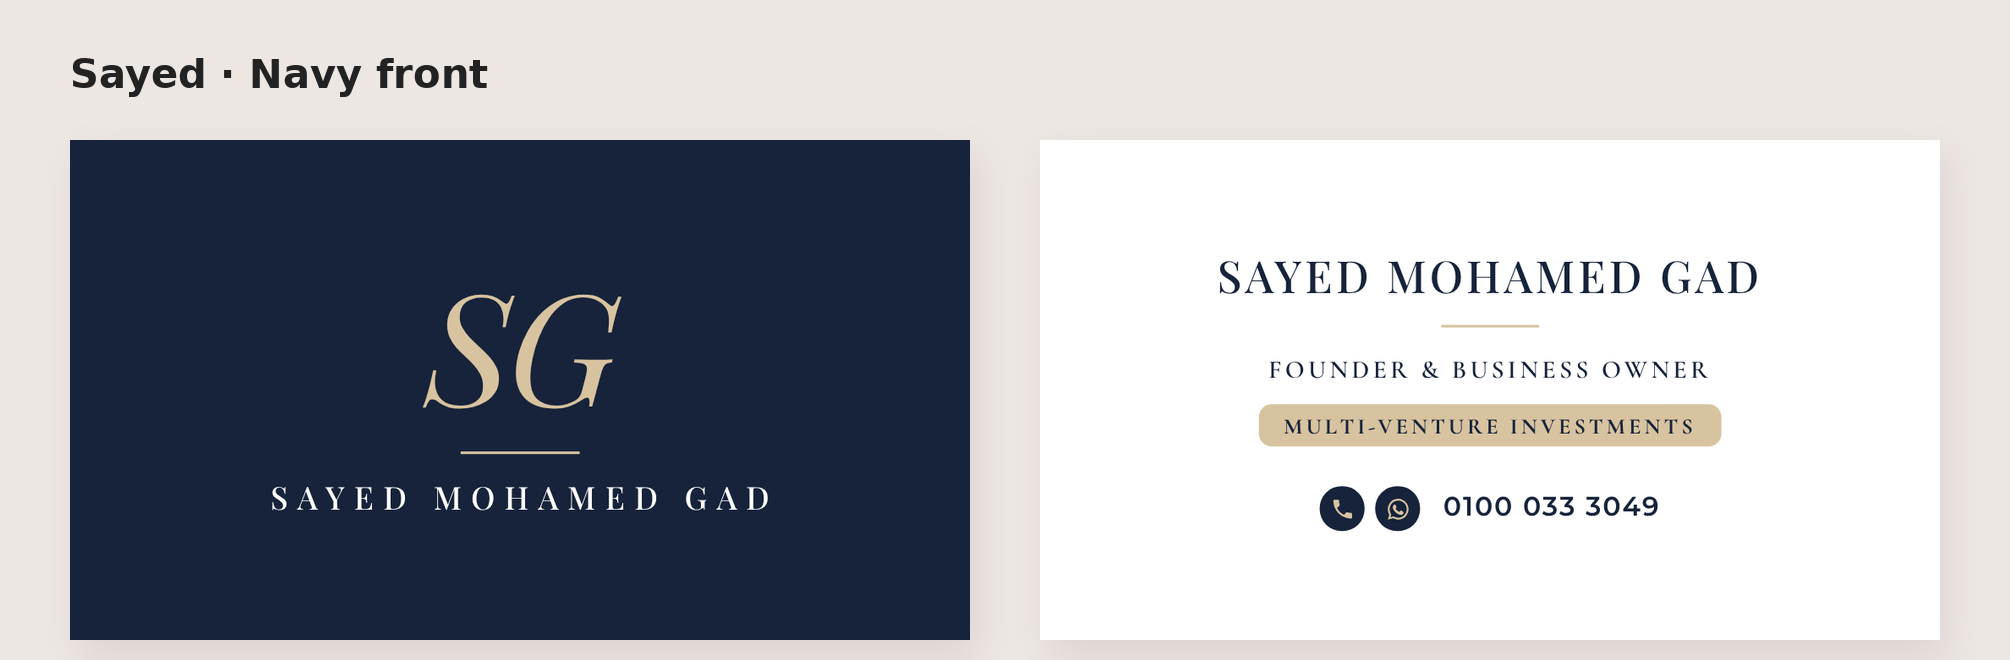 Sayed · Navy front
SG
SAYED MOHAMED GAD
SAYED MOHAMED GAD
FOUNDER & BUSINESS OWNER
MULTI-VENTURE INVESTMENTS
0100 033 3049